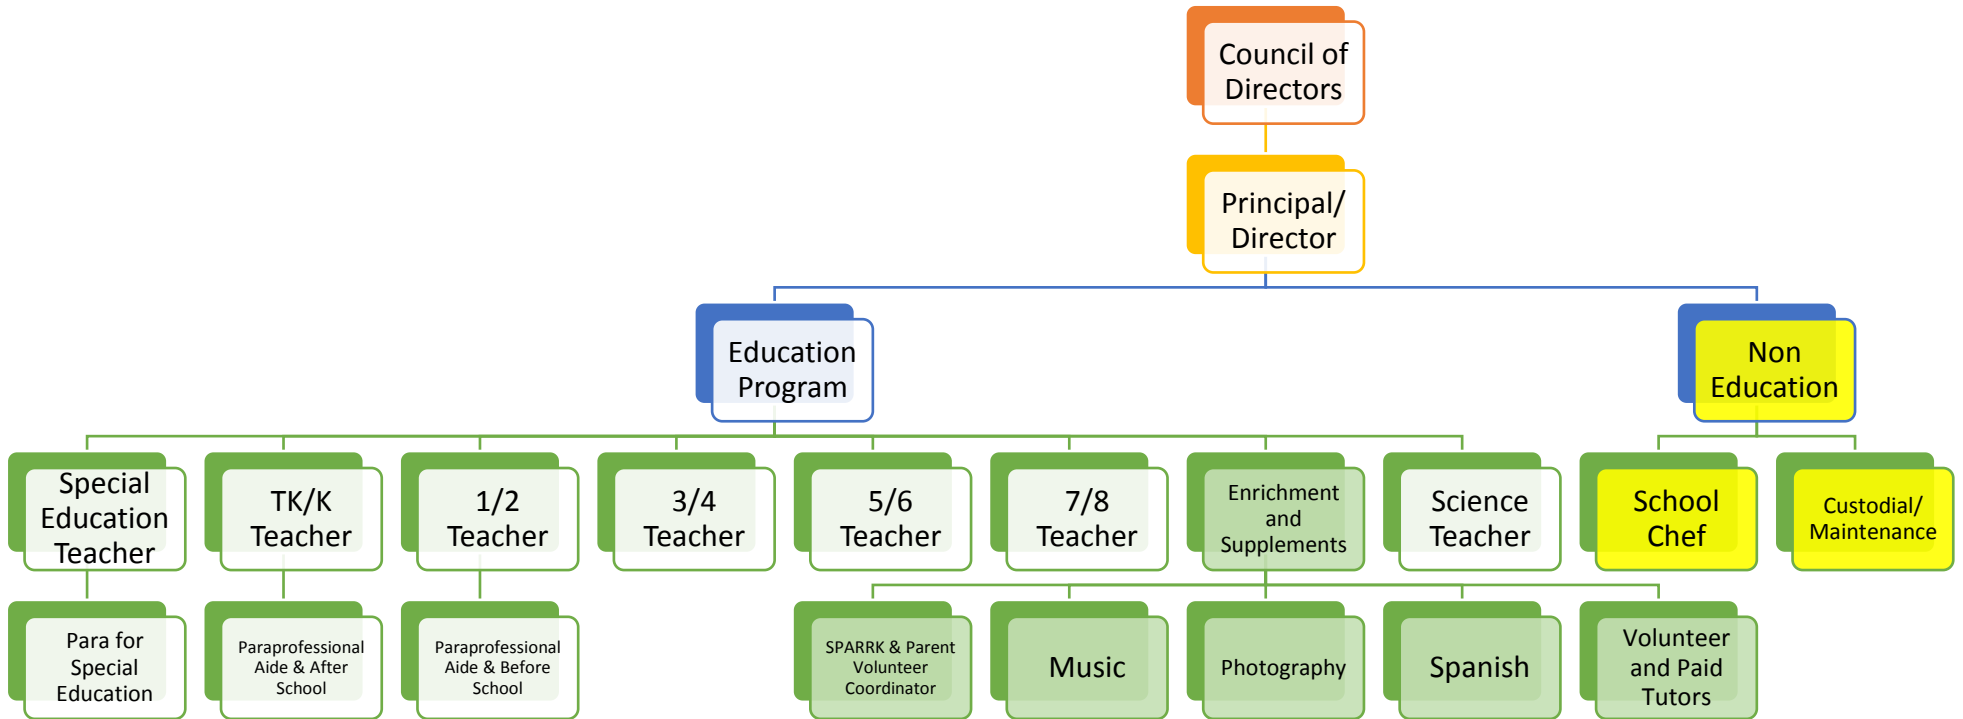 Council of
Directors
Principal/
Director
Education
Program
Non
Education
Special
Education
Teacher
TK/K
Teacher
1/2
Teacher
3/4
Teacher
5/6
Teacher
7/8
Teacher
Enrichment
and
Supplements
Science
Teacher
School
Chef
Custodial/
Maintenance
Para for
Special
Education
Paraprofessional
Aide & After
School
Paraprofessional
Aide & Before
School
SPARRK & Parent
Volunteer
Coordinator
Music
Photography
Spanish
Volunteer
and Paid
Tutors